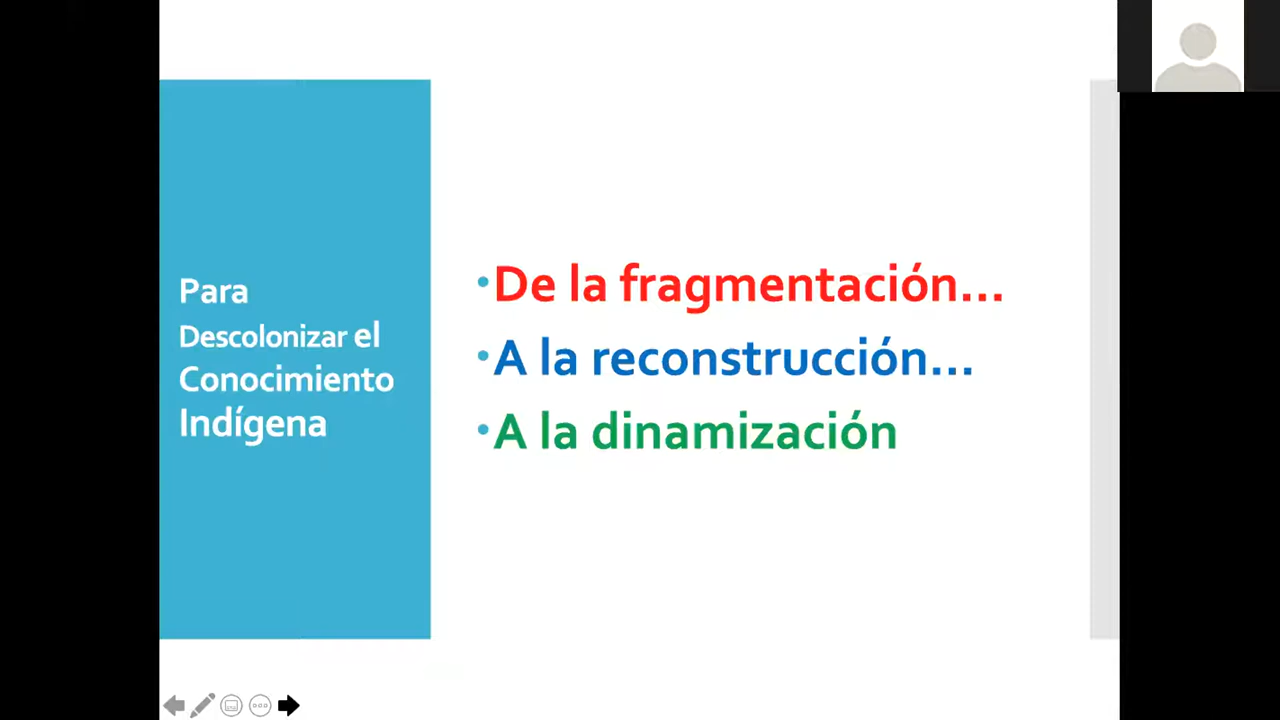 Para
Descolonizar el
Conocimiento
Indígena
•De la fragmentación...
•A la reconstrucción...
•A la dinamización